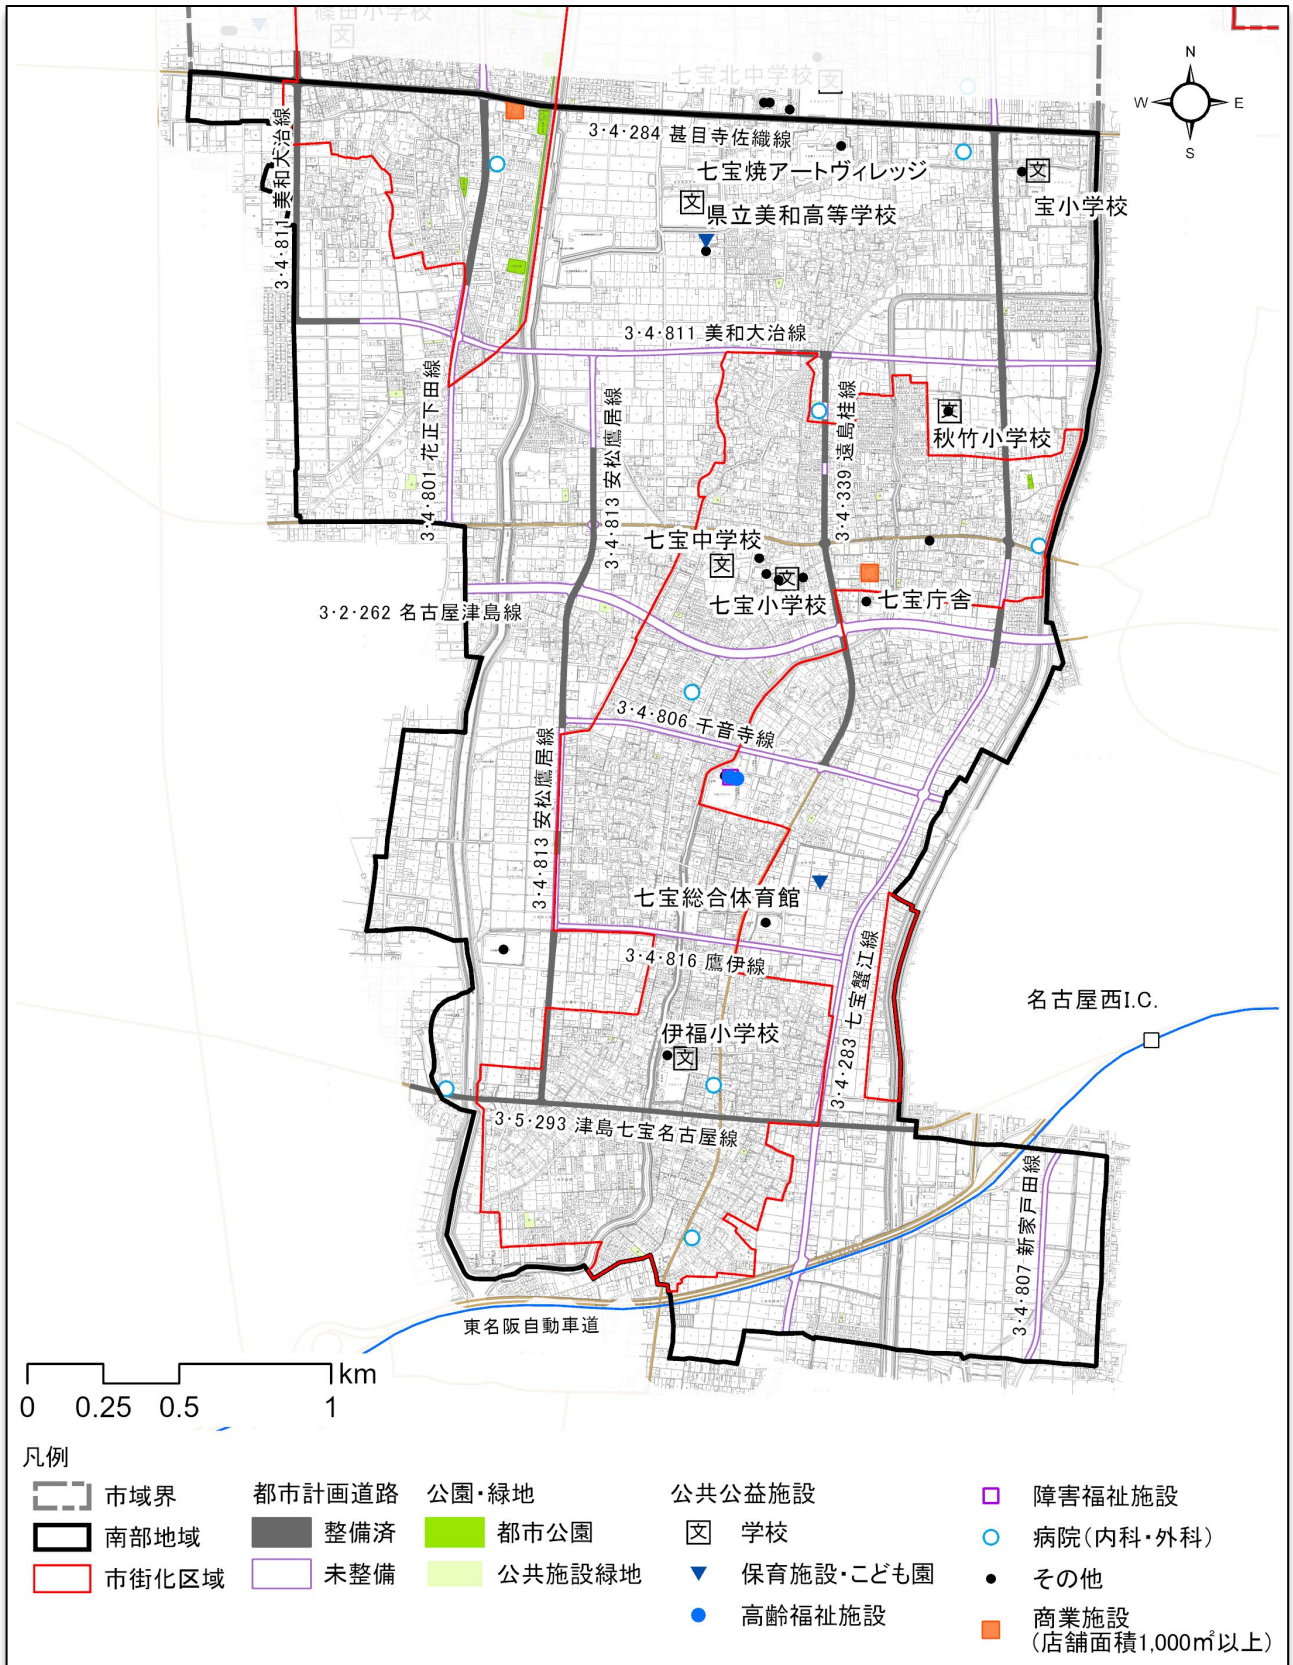 篠田小学校
文
七宝北中学校
文
N
W
E
S
3・4・284 甚目寺佐織線
七宝焼アートヴィレッジ
文
宝小学校
文
県立美和高等学校
3・4・811 美和大治線
3・4・811 美和大治線
3・4・801 花正下田線
3・4・813 安松鷹居線
3・4・339 遠島桂線
文
秋竹小学校
七宝中学校
文
文
七宝小学校
七宝庁舎
3・2・262 名古屋津島線
3・4・806 千音寺線
3・4・813 安松鷹居線
七宝総合体育館
3・4・816 鷹伊線
3・4・283 七宝蟹江線
名古屋西I.C.
伊福小学校
文
3・5・293 津島七宝名古屋線
3・4・807 新家戸田線
東名阪自動車道
km
0 0.25 0.5 1
凡例
市域界
南部地域
市街化区域
都市計画道路
整備済
未整備
公園・緑地
都市公園
公共施設緑地
公共公益施設
文 学校
保育施設・こども園
高齢福祉施設
障害福祉施設
病院(内科・外科)
その他
商業施設
(店舗面積1,000㎡以上)